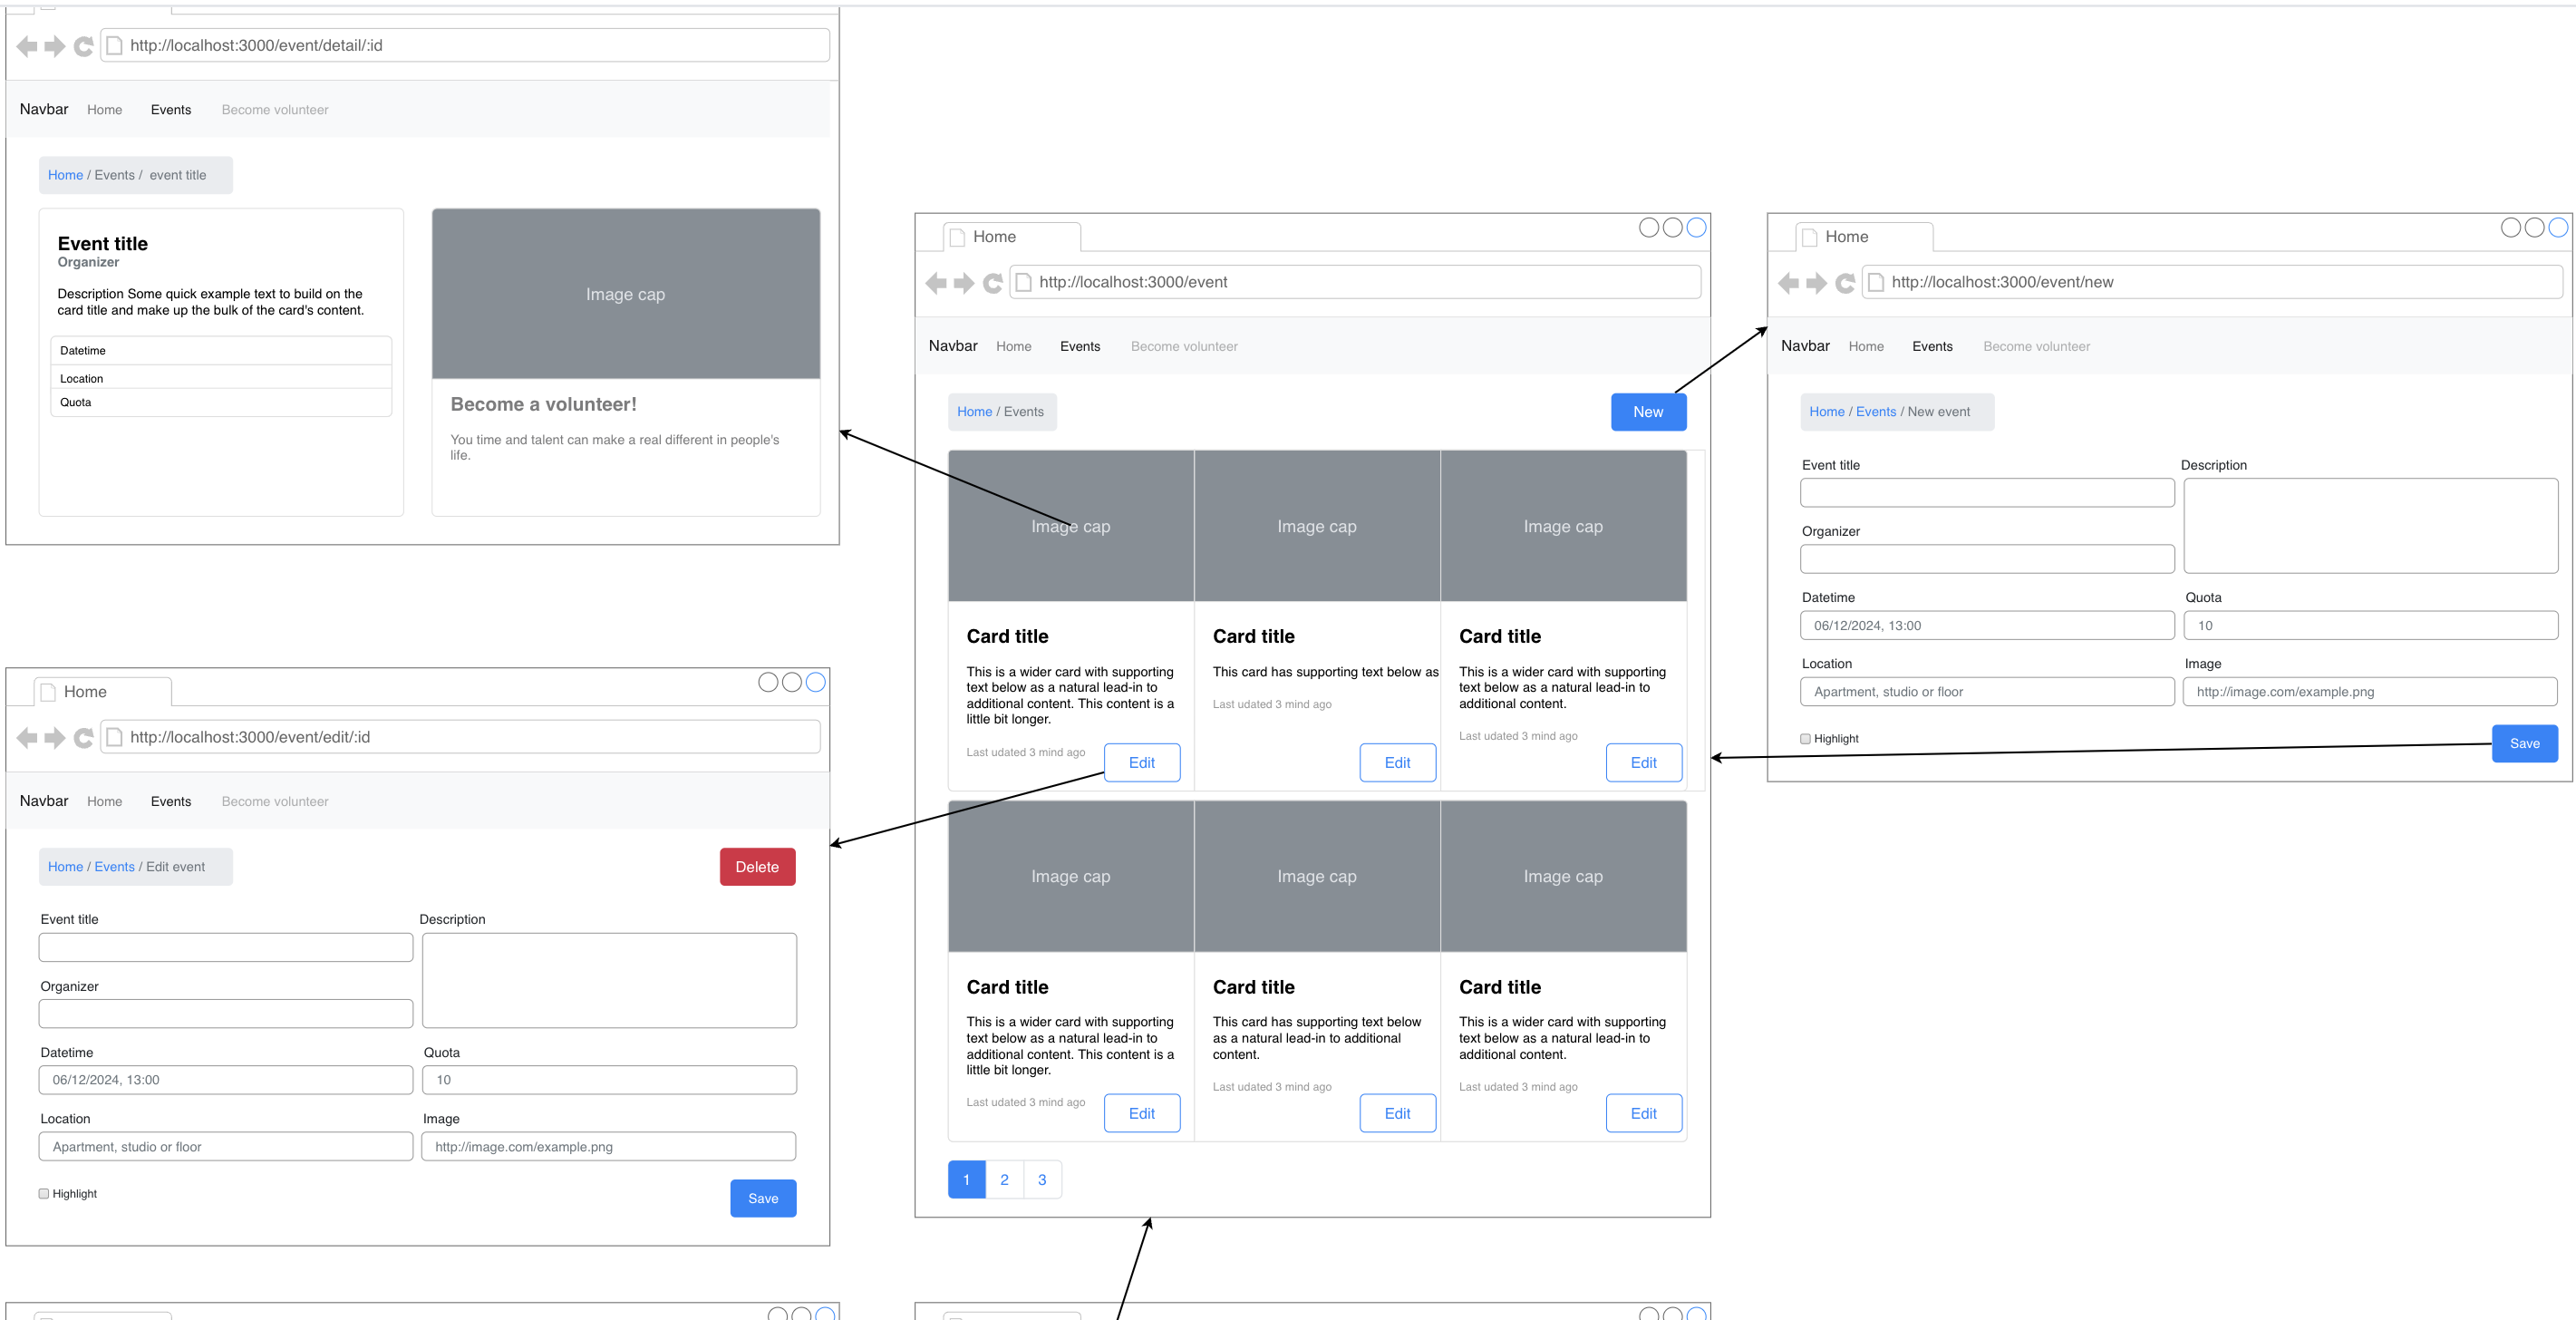 http://localhost:3000/event/detail/:id
Navbar Home Events Become volunteer
Home / Events / event title
Event title
Organizer
Description Some quick example text to build on the
card title and make up the bulk of the card's content.
Datetime
Location
Quota
Image cap
Become a volunteer!
You time and talent can make a real different in people's
life.
Home
http://localhost:3000/event/edit/:id
Navbar Home Events Become volunteer
Home / Events / Edit event
Delete
Event title
Description
Organizer
Datetime
Quota
06/12/2024, 13:00
10
Location
Image
Apartment, studio or floor
http://image.com/example.png
Highlight
Save
Home
http://localhost:3000/event
Navbar Home Events Become volunteer
Home / Events
New
Image cap
Image cap
Image cap
Card title
This is a wider card with supporting
text below as a natural lead-in to
additional content. This content is a
little bit longer.
Last udated 3 mind ago
Edit
Card title
This card has supporting text below as
Last udated 3 mind ago
Edit
Card title
This is a wider card with supporting
text below as a natural lead-in to
additional content.
Last udated 3 mind ago
Edit
Image cap
Image cap
Image cap
Card title
This is a wider card with supporting
text below as a natural lead-in to
additional content. This content is a
little bit longer.
Last udated 3 mind ago
Edit
Card title
This card has supporting text below
as a natural lead-in to additional
content.
Last udated 3 mind ago
Edit
Card title
This is a wider card with supporting
text below as a natural lead-in to
additional content.
Last udated 3 mind ago
Edit
1 2 3
Home
http://localhost:3000/event/new
Navbar Home Events Become volunteer
Home / Events / New event
Event title
Description
Organizer
Datetime
Quota
06/12/2024, 13:00
10
Location
Image
Apartment, studio or floor
http://image.com/example.png
Highlight
Save